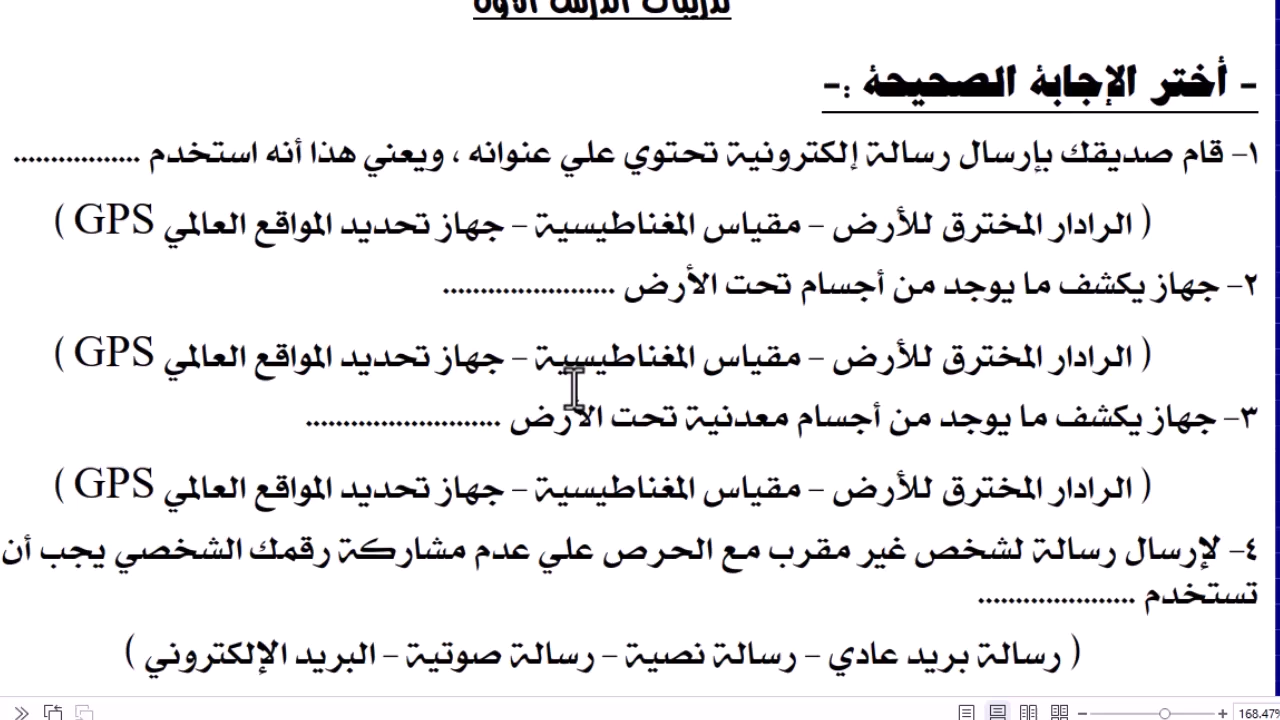 تدريبات الدرس الأول
- أختر الإجابة الصحيحة :-
١- قام صديقك بإرسال رسالة إلكترونية تحتوي علي عنوانه ، ويعني هذا أنه استخدم .................
( الرادار المخترق للأرض – مقياس المغناطيسية – جهاز تحديد المواقع العالمي GPS )
٢- جهاز يكشف ما يوجد من أجسام تحت الأرض .......................
( الرادار المخترق للأرض – مقياس المغناطيسية – جهاز تحديد المواقع العالمي GPS )
٣- جهاز يكشف ما يوجد من أجسام معدنية تحت الأرض ..........................
( الرادار المخترق للأرض – مقياس المغناطيسية – جهاز تحديد المواقع العالمي GPS )
٤- لإرسال رسالة لشخص غير مقرب مع الحرص علي عدم مشاركة رقمك الشخصي يجب أن
تستخدم .....................
( رسالة بريد عادي – رسالة نصية – رسالة صوتية – البريد الإلكتروني )
168.47%